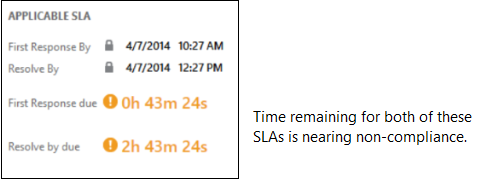 APPLICABLE SLA
First Response By 4/7/2014 10:27 AM
Resolve By 4/7/2014 12:27 PM
First Response due 0h 43m 24s
Resolve by due 2h 43m 24s
Time remaining for both of these
SLAs is nearing non-compliance.